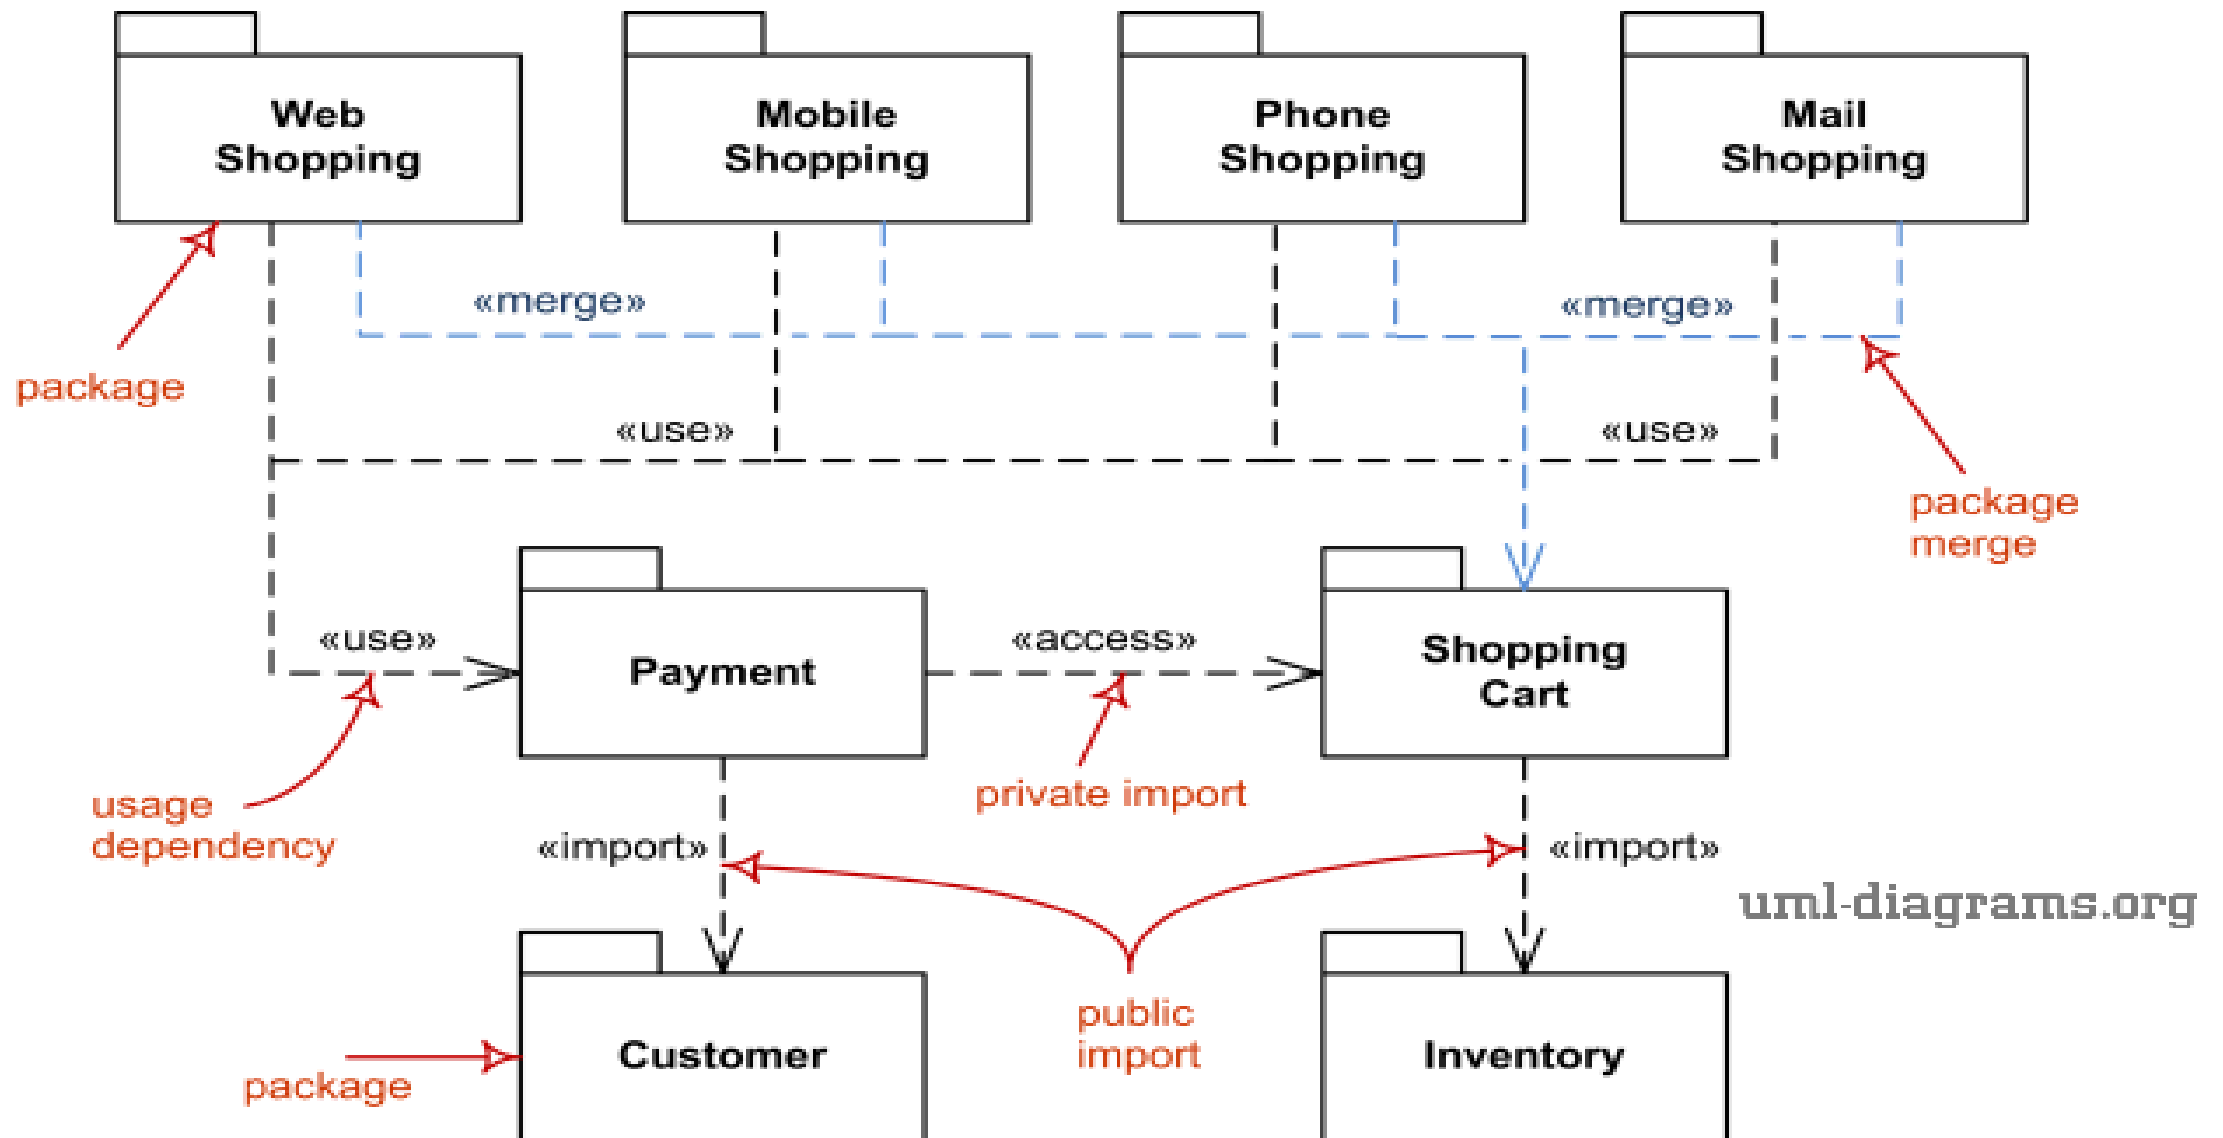 Web
Shopping
Mobile
Shopping
Phone
Shopping
Mail
Shopping
«merge»
«merge»
package
«use»
«use»
package
merge
«use»
Payment
«access»
Shopping
Cart
usage
dependency
private import
«import»
«import»
uml-diagrams.org
public
import
Customer
Inventory
package